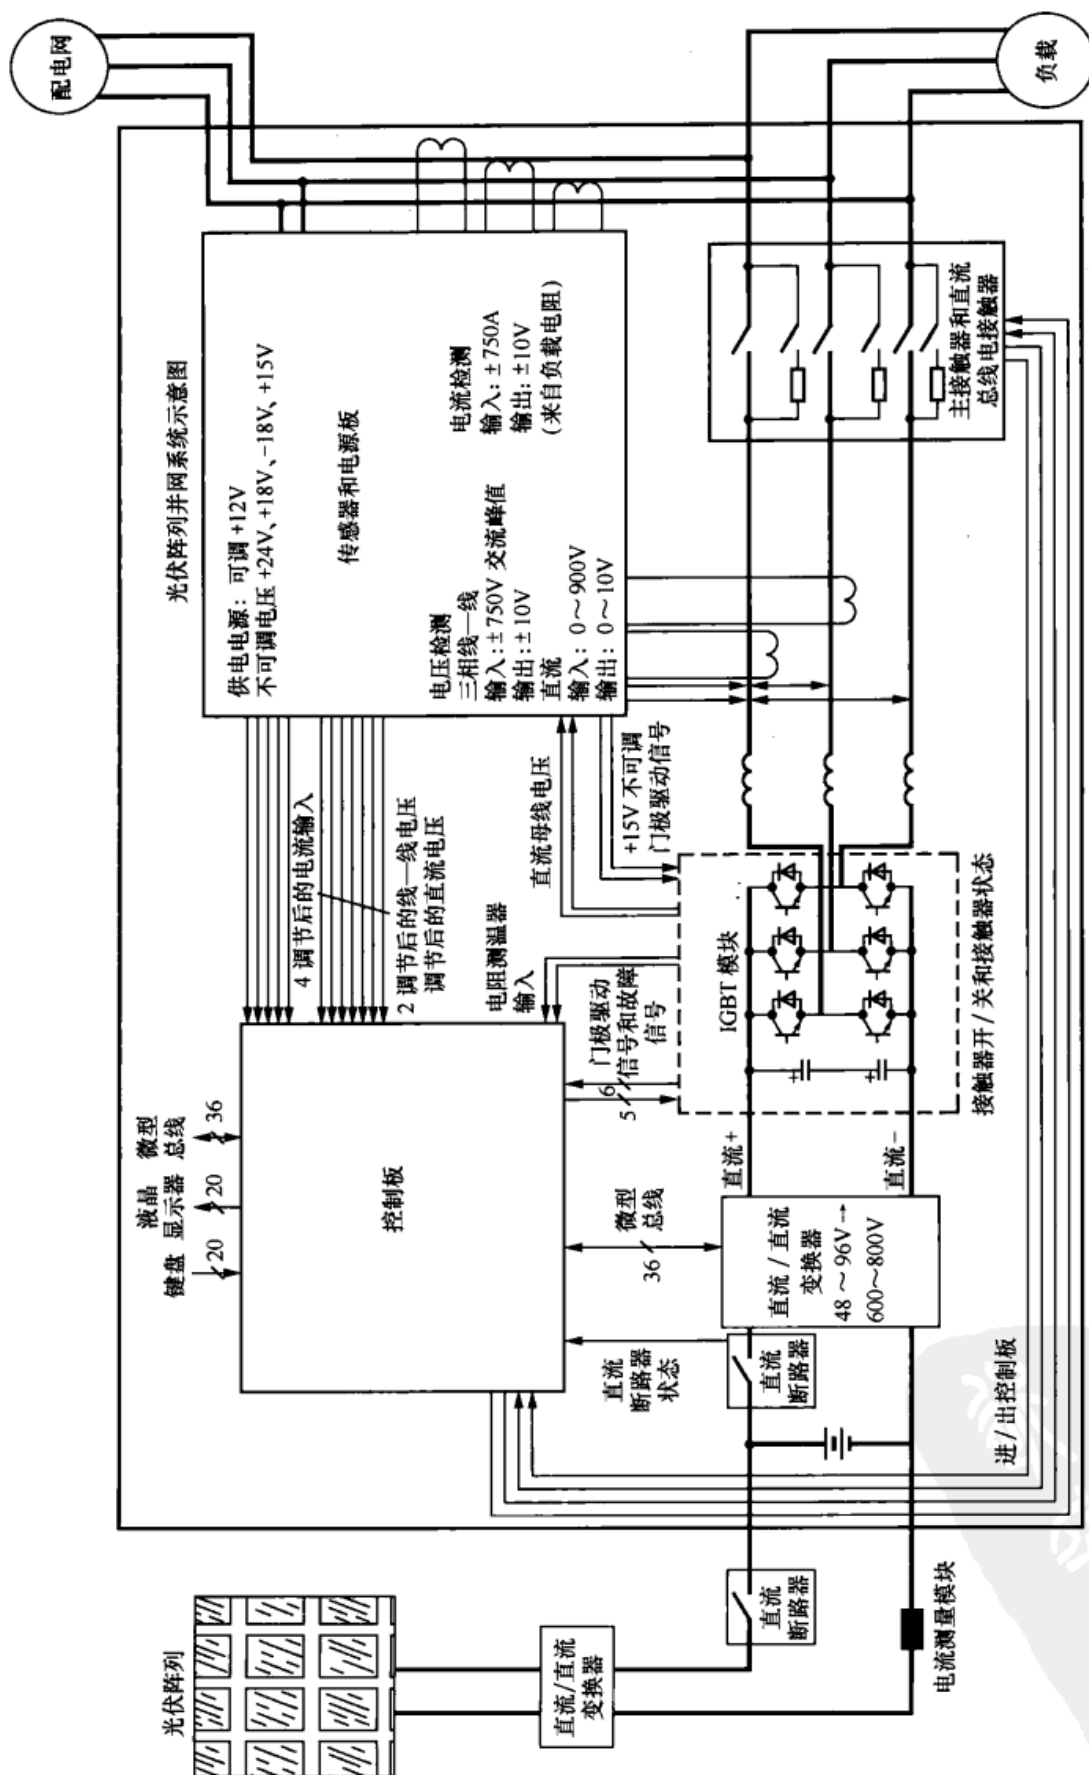 光伏阵列并网系统示意图
配电网
负载
供电电源：可调 +12V
不可调电压 +24V、+18V、-18V、+15V
传感器和电源板
电压检测
三相线—线
输入：±750V 交流峰值
输出：±10V
直流
输入：0～900V
输出：0～10V
电流检测
输入：±750A
输出：±10V
(来自负载电阻)
主接触器和直流
总线电接触器
4 调节后的电流输入
2 调节后的线—线电压
调节后的直流电压
直流母线电压
+15V 不可调
门极驱动信号
电阻测温器
输入
门极驱动
信号和故障
信号
6
5
IGBT 模块
接触器开/关和接触器状态
微型
总线
36
液晶
显示器
20
键盘
20
控制板
微型
总线
36
直流+
直流-
直流/直流
变换器
48～96V→
600~800V
直流
断路器
状态
直流
断路器
进/出控制板
光伏阵列
直流/直流
变换器
直流
断路器
电流测量模块